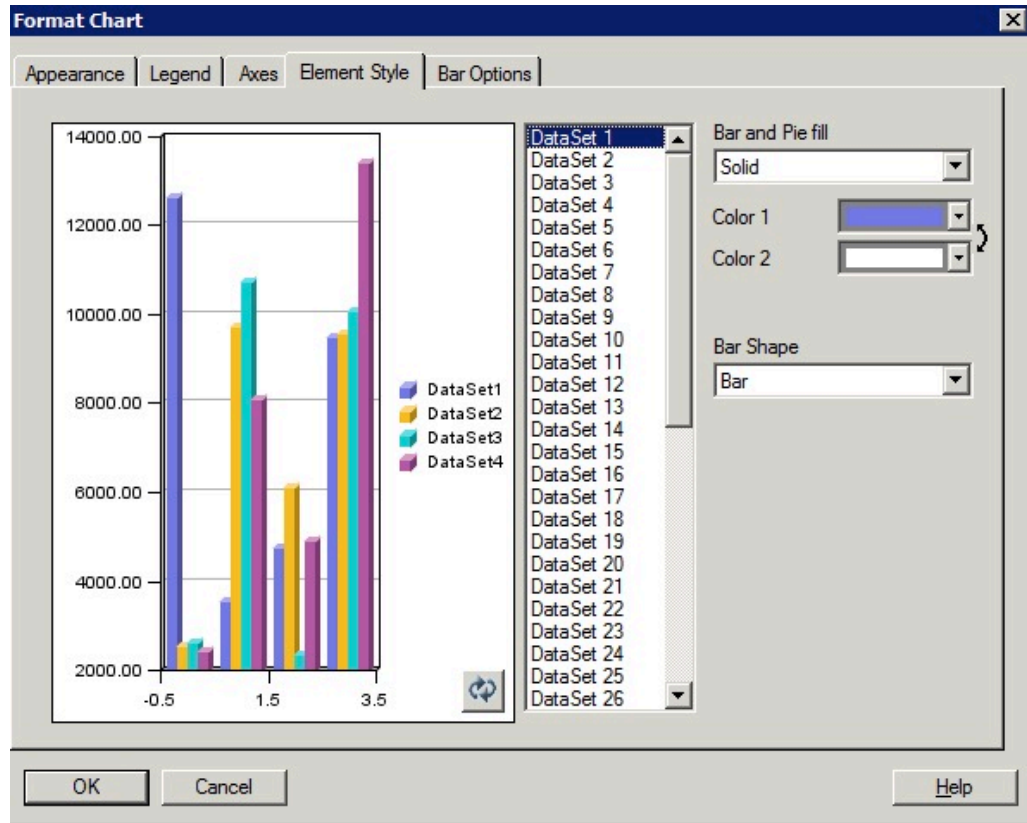 Format Chart
Appearance
Legend
Axes
Element Style
Bar Options
14000.00
12000.00
10000.00
8000.00
6000.00
4000.00
2000.00
-0.5
1.5
3.5
DataSet1
DataSet2
DataSet3
DataSet4
DataSet 1
DataSet 2
DataSet 3
DataSet 4
DataSet 5
DataSet 6
DataSet 7
DataSet 8
DataSet 9
DataSet 10
DataSet 11
DataSet 12
DataSet 13
DataSet 14
DataSet 15
DataSet 16
DataSet 17
DataSet 18
DataSet 19
DataSet 20
DataSet 21
DataSet 22
DataSet 23
DataSet 24
DataSet 25
DataSet 26
Bar and Pie fill
Solid
Color 1
Color 2
Bar Shape
Bar
OK
Cancel
Help